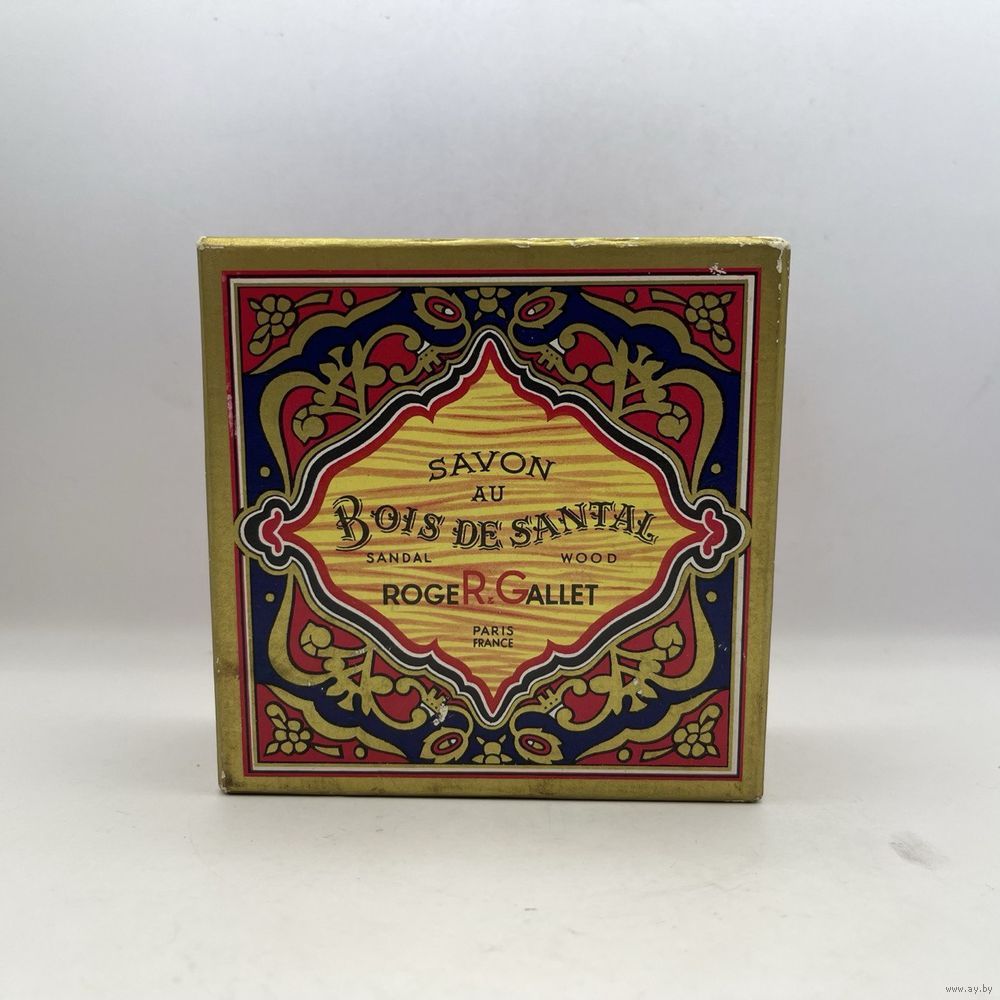 SAVON
AU
BOIS DE SANTAL
SANDAL WOOD
ROGER & GALLET
PARIS
FRANCE
www.ay.by